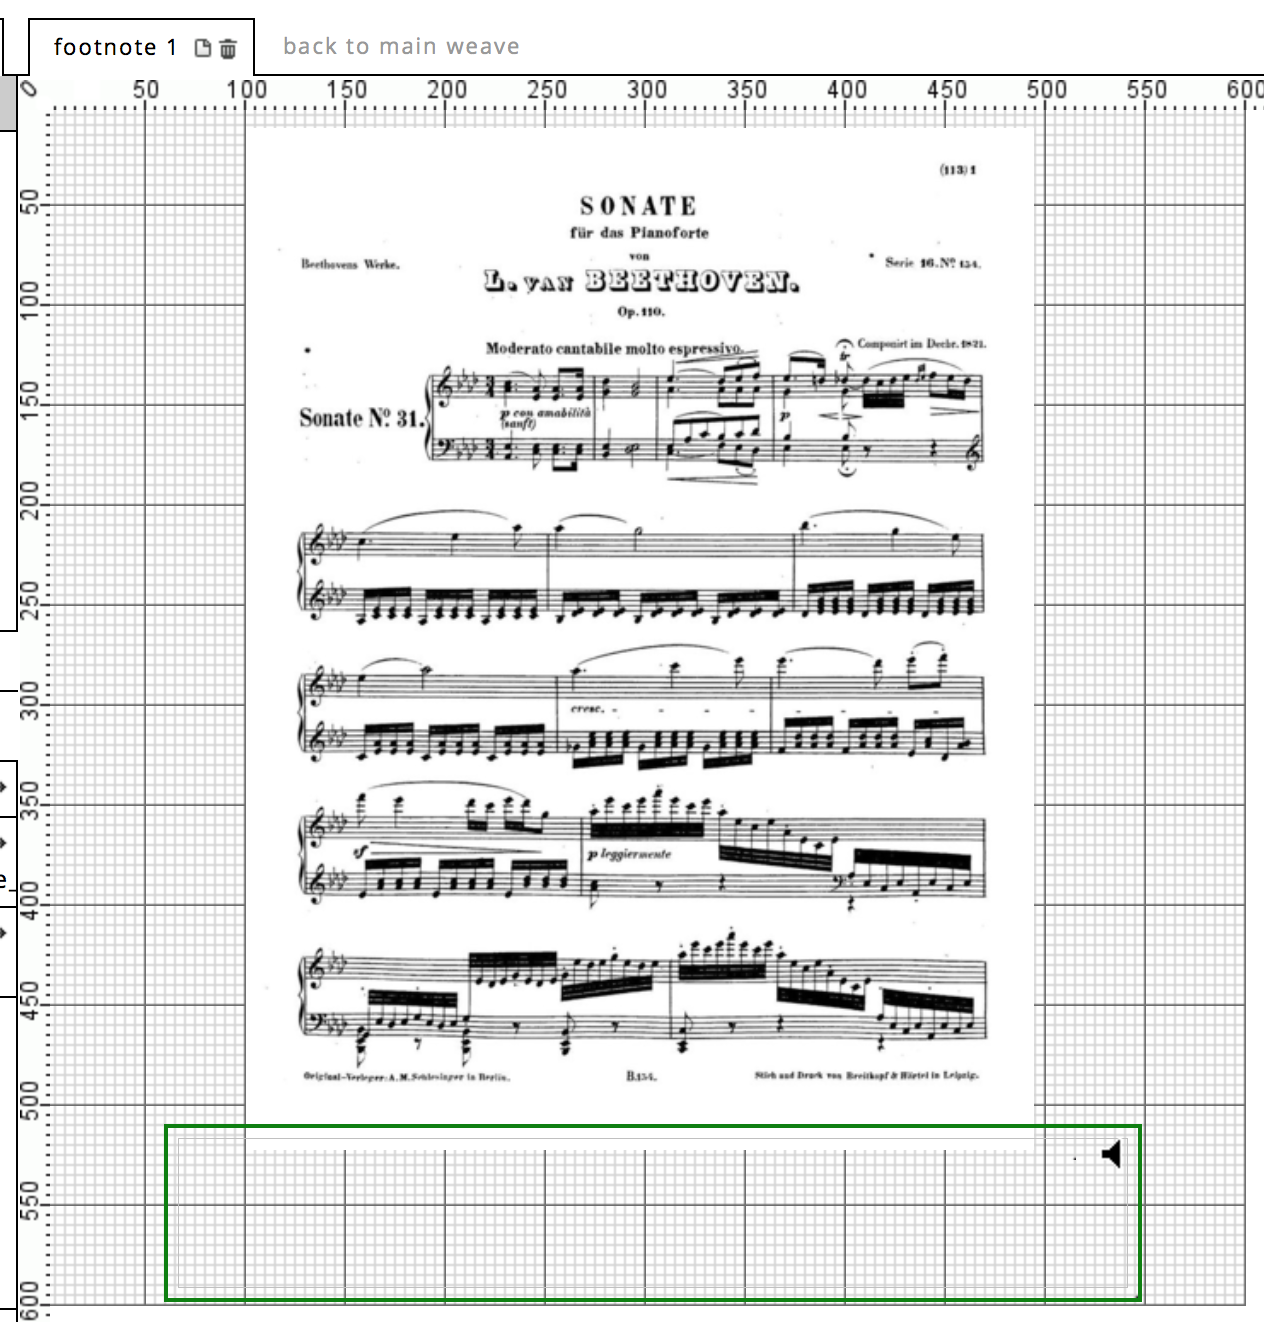 footnote 1 back to main weave
0 50 100 150 200 250 300 350 400 450 500 550 600
50
100
150
200
250
300
350
400
450
500
550
600
(113) 1
SONATE
für das Pianoforte
von
Beethovens Werke. Serie 16. Nº 154.
L. VAN BEETHOVEN.
Op. 110.
Moderato cantabile molto espressivo. Componirt im Decbr. 1821.
tr
Sonate Nº 31.
p con amabilità p
(sanft)
cresc.
sf p leggiermente
Original-Verleger: A. M. Schlesinger in Berlin. B.154. Stich und Druck von Breitkopf & Härtel in Leipzig.